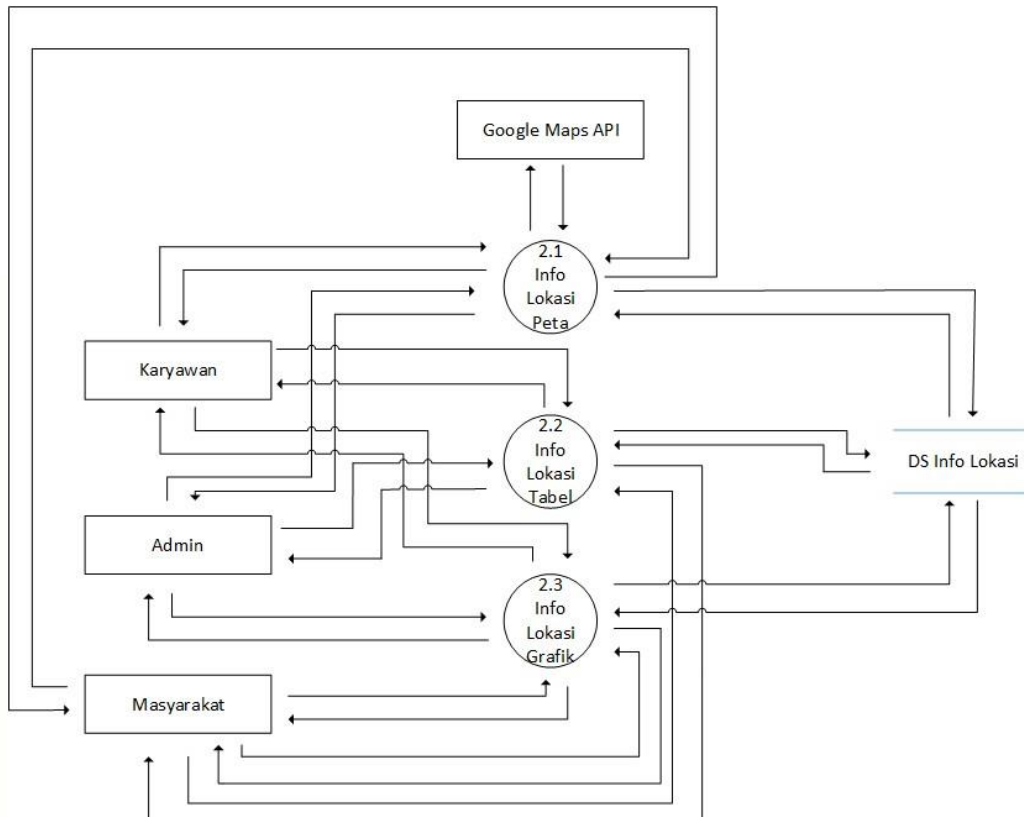 Google Maps API
2.1
Info
Lokasi
Peta
Karyawan
2.2
Info
Lokasi
Tabel
DS Info Lokasi
Admin
2.3
Info
Lokasi
Grafik
Masyarakat